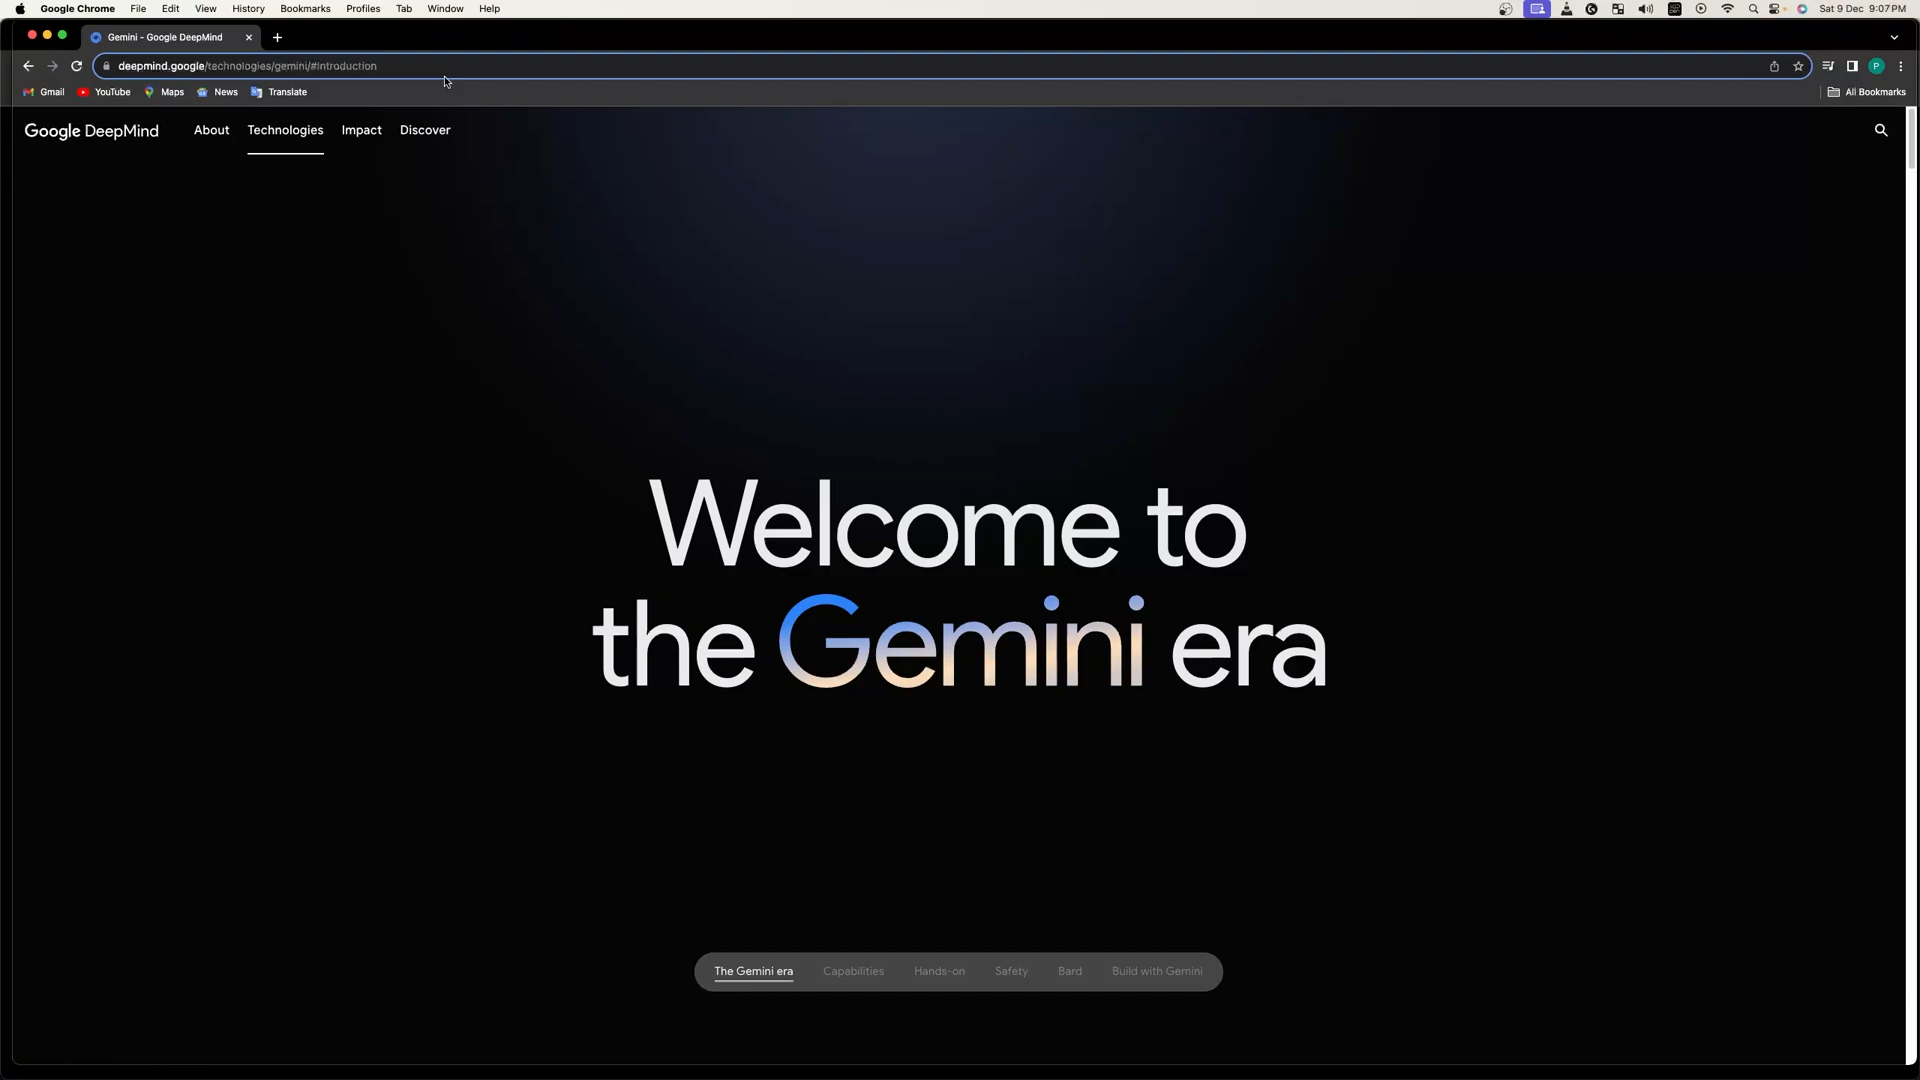 Google Chrome File Edit View History Bookmarks Profiles Tab Window Help Sat 9 Dec 9:07 PM
Gemini - Google DeepMind
deepmind.google/technologies/gemini/#introduction
Gmail YouTube Maps News Translate All Bookmarks
Google DeepMind About Technologies Impact Discover
Welcome to
the Gemini era
The Gemini era Capabilities Hands-on Safety Bard Build with Gemini